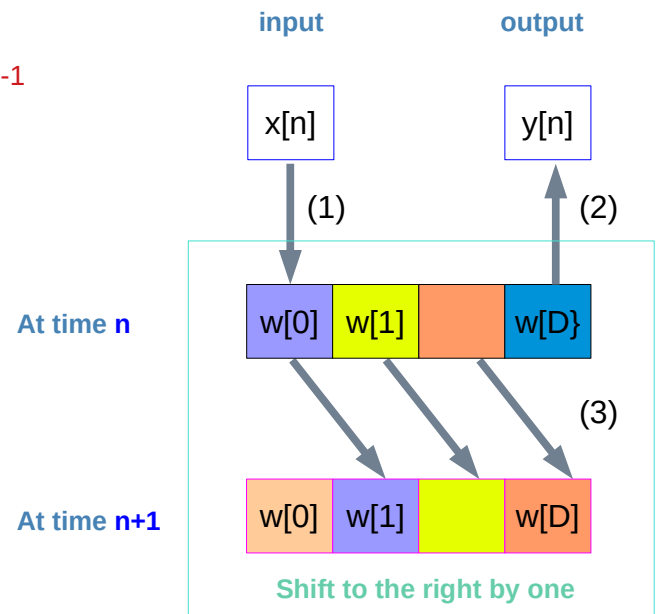 input output
-1
x[n] y[n]
(1) (2)
At time n w[0] w[1] w[D}
(3)
At time n+1 w[0] w[1] w[D]
Shift to the right by one